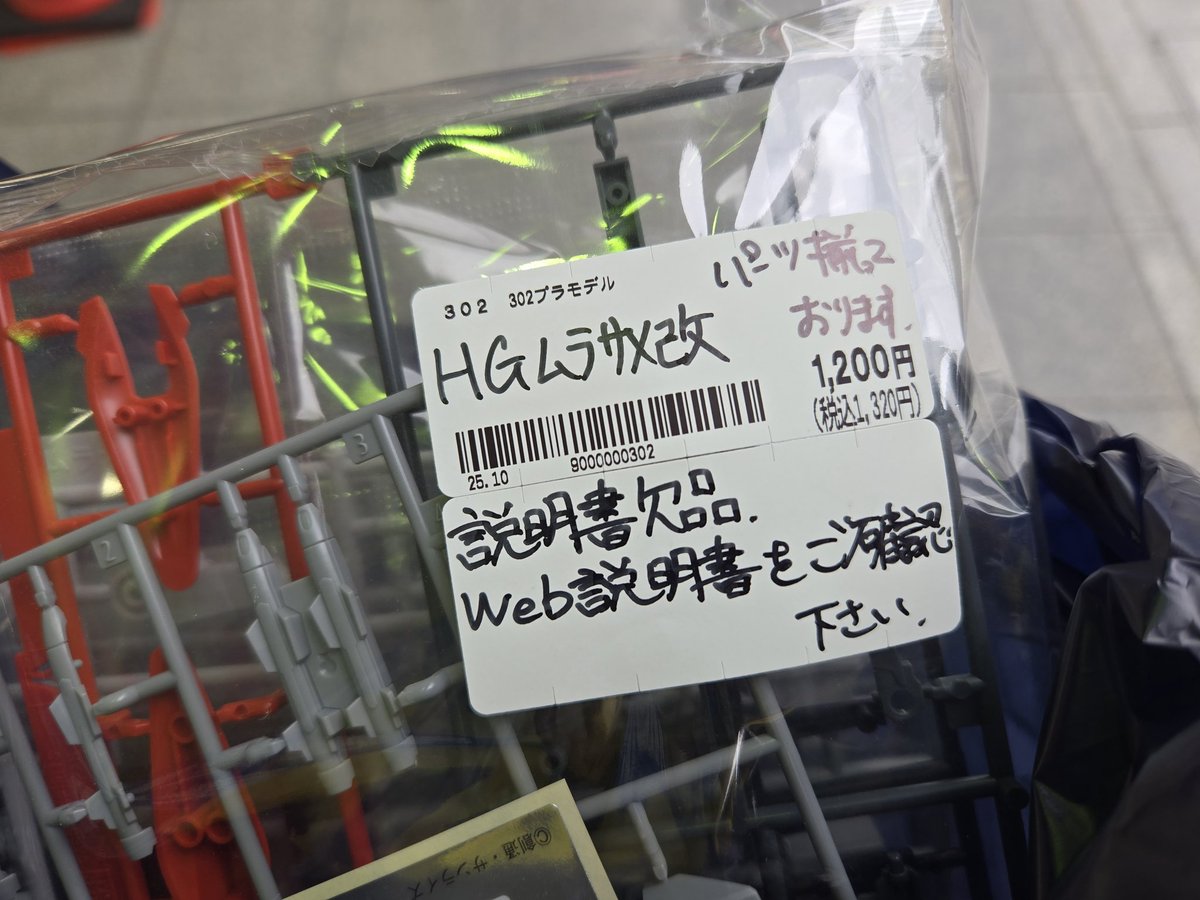 302 302プラモデル
パーツ揃って
おります.
HGムラサメ改
1,200円
(税込1,320円)
25.10 9000000302
説明書欠品.
Web説明書をご確認
下さい.
2
3
©創通・サンライズ